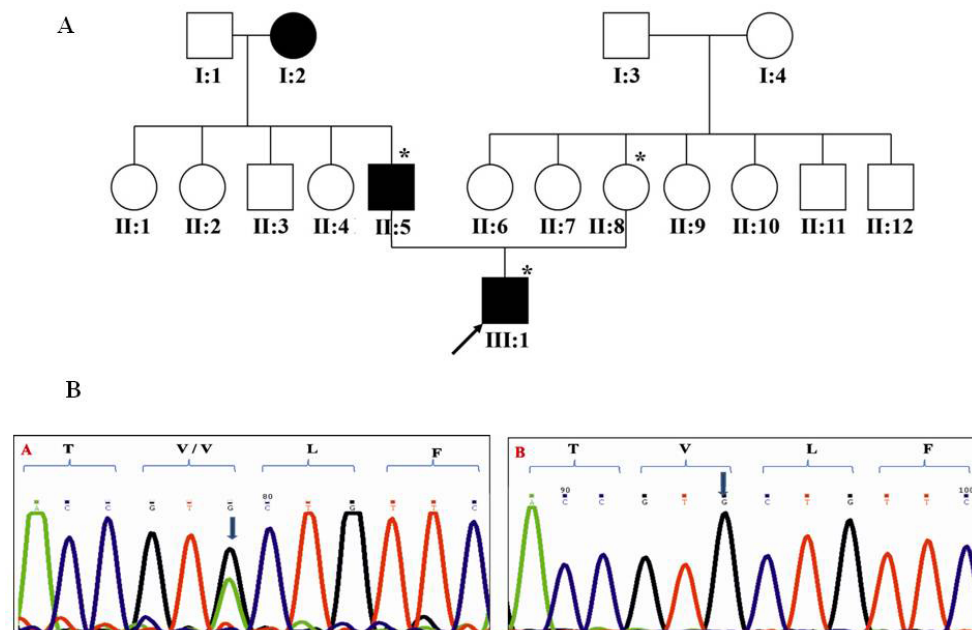 A
I:1 I:2 I:3 I:4
* *
II:1 II:2 II:3 II:4 II:5 II:6 II:7 II:8 II:9 II:10 II:11 II:12
*
III:1
B
A T V / V L F
80
A C C G T G C T G T T C
B T V L F
90 100
A C C G T G C T G T T C